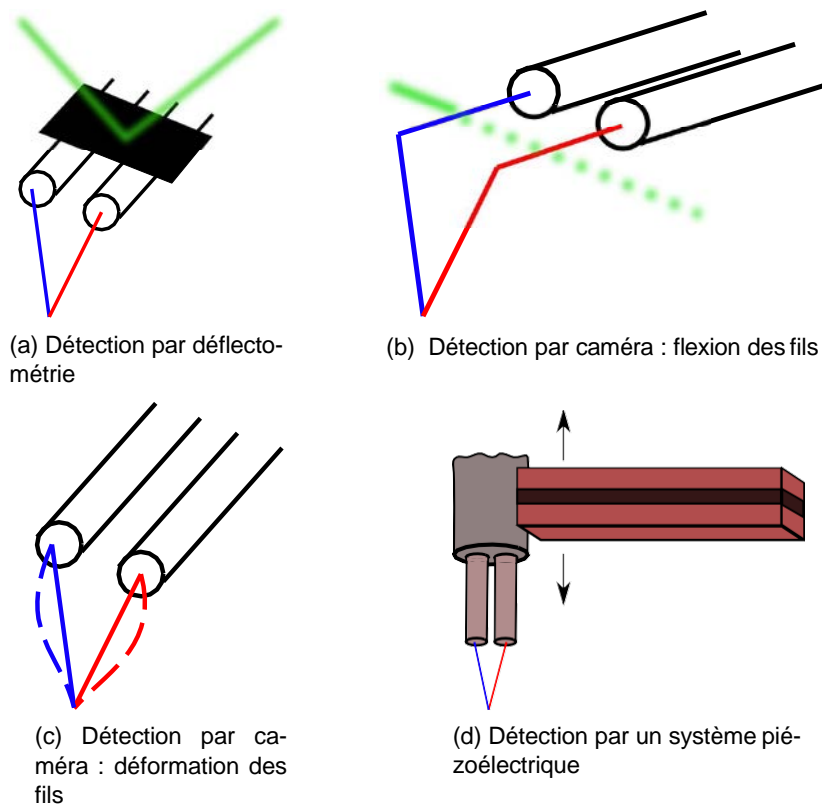 (a) Détection par déflecto-
métrie
(b) Détection par caméra : flexion des fils
(c) Détection par ca-
méra : déformation des
fils
(d) Détection par un système pié-
zoélectrique